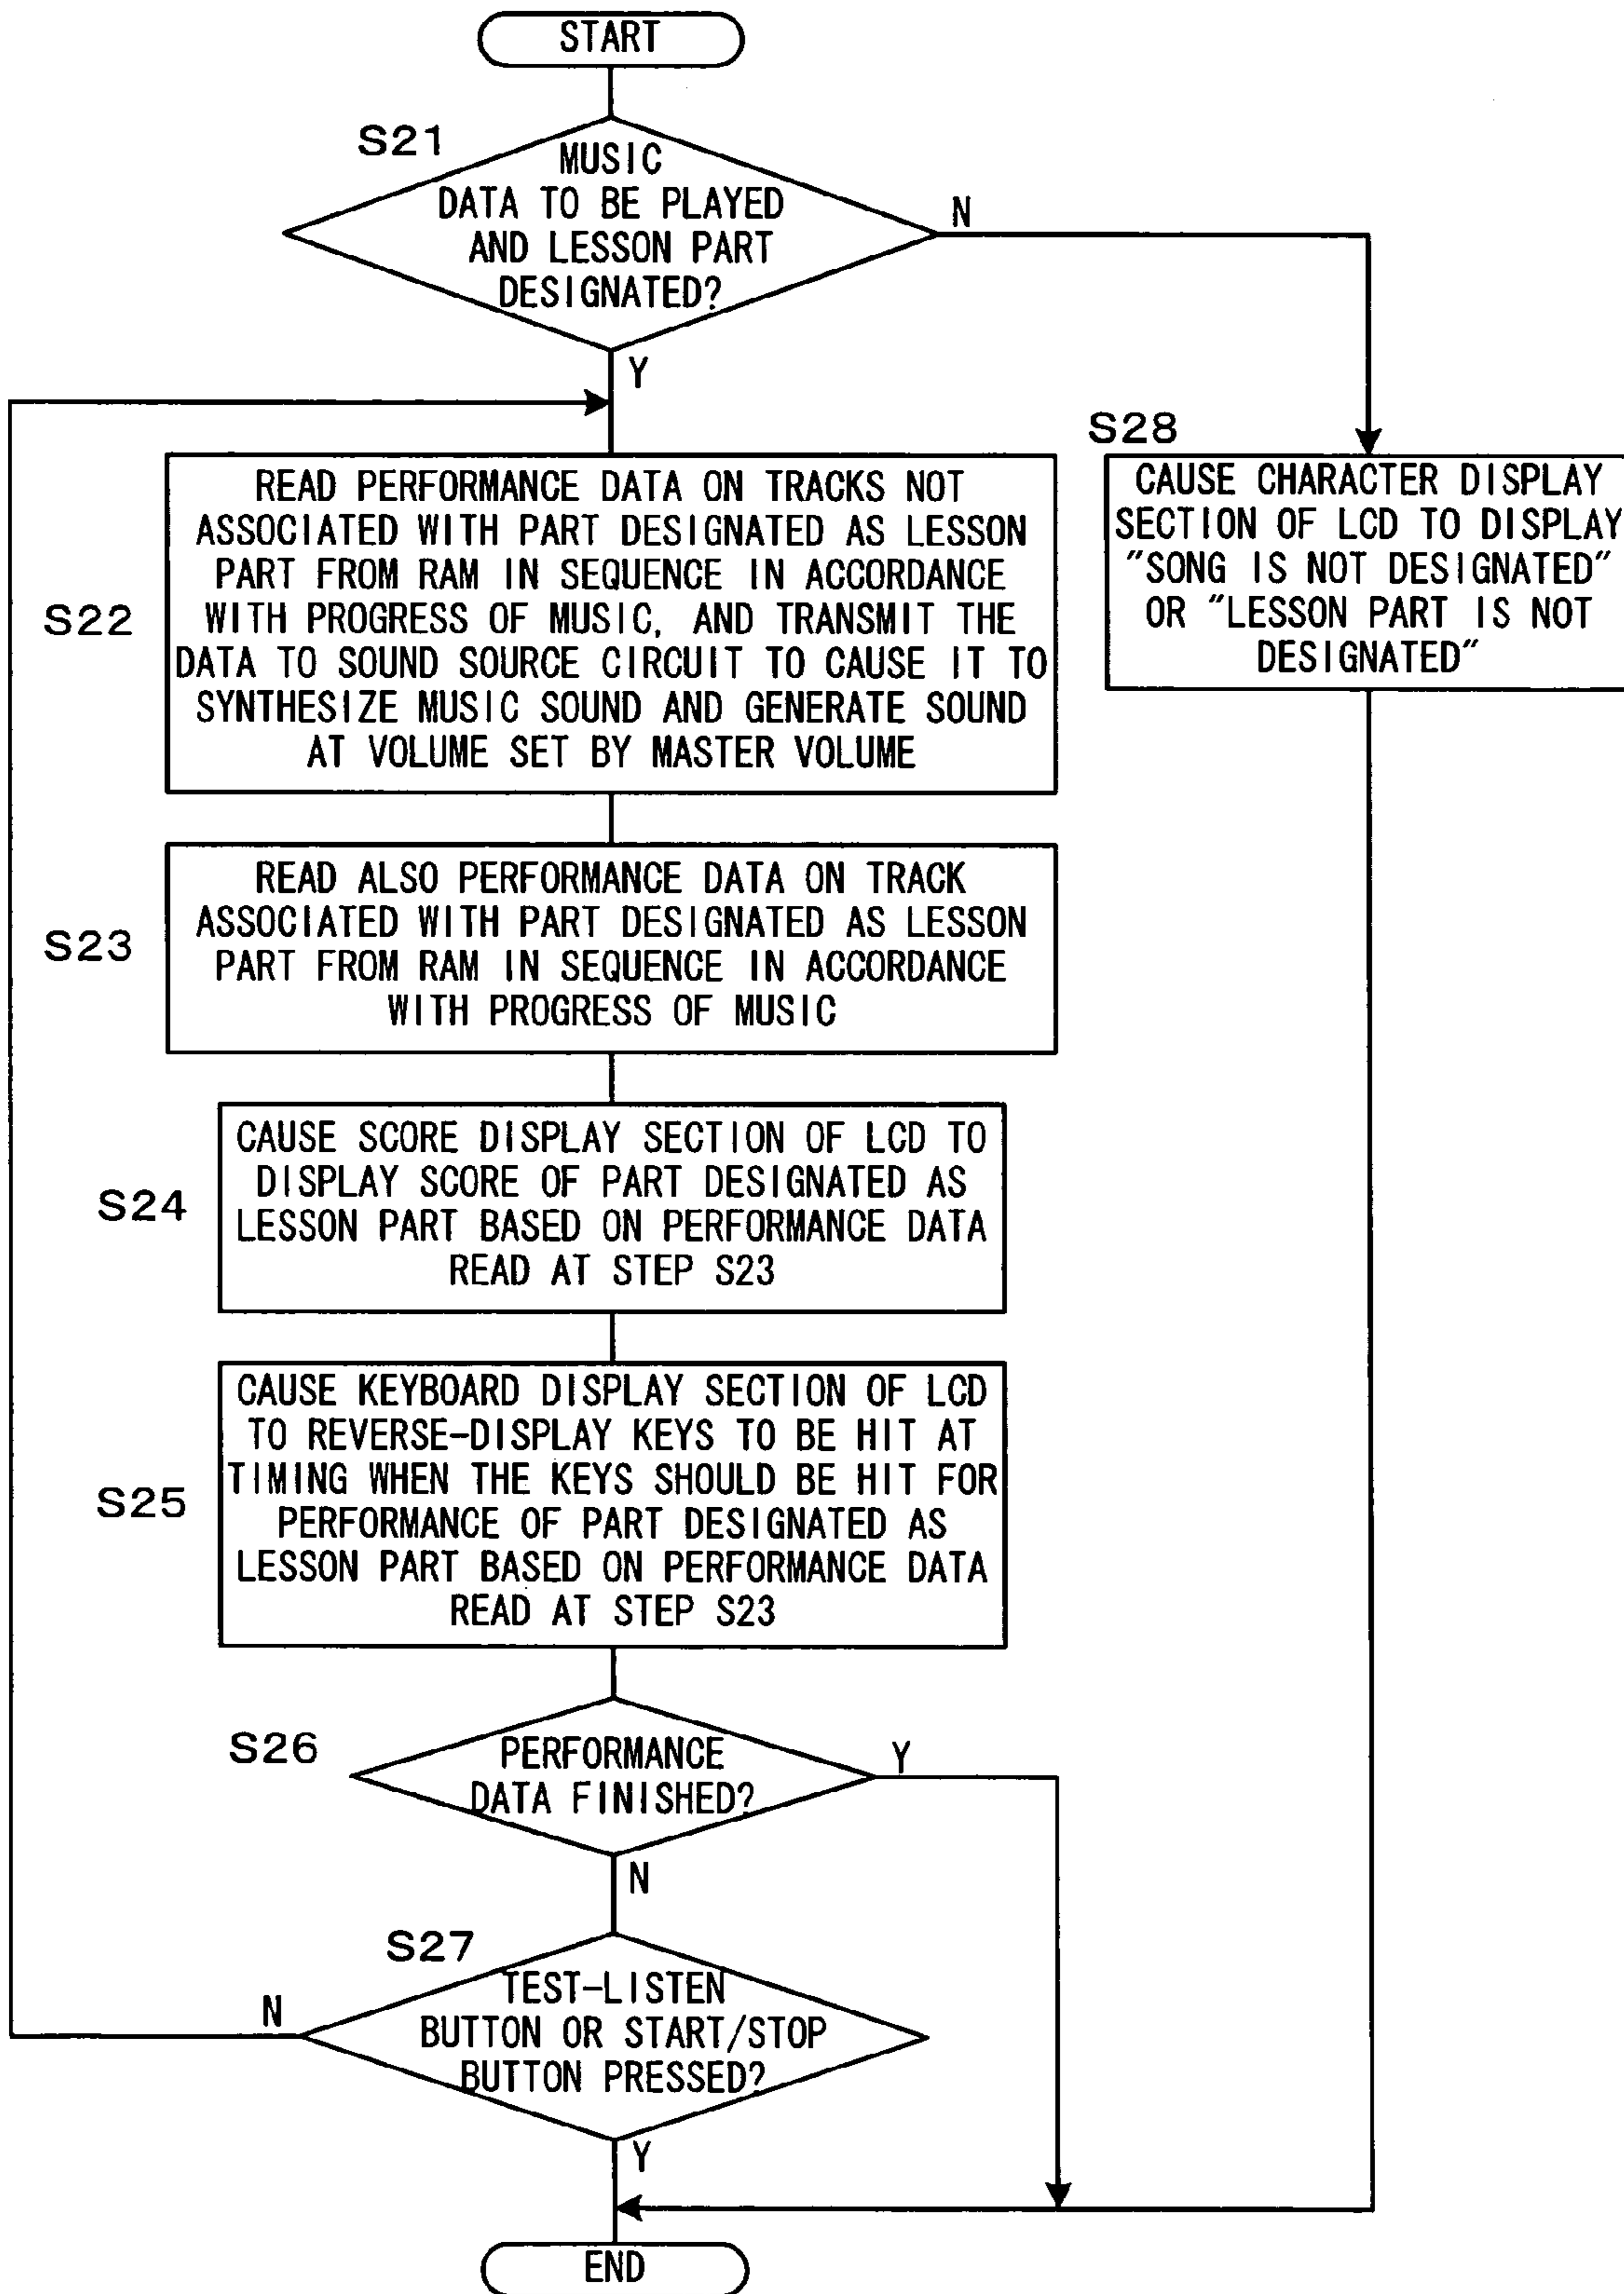 START
S21
MUSIC
DATA TO BE PLAYED
AND LESSON PART
DESIGNATED?
N
Y
S28
CAUSE CHARACTER DISPLAY
SECTION OF LCD TO DISPLAY
"SONG IS NOT DESIGNATED"
OR "LESSON PART IS NOT
DESIGNATED"
S22
READ PERFORMANCE DATA ON TRACKS NOT
ASSOCIATED WITH PART DESIGNATED AS LESSON
PART FROM RAM IN SEQUENCE IN ACCORDANCE
WITH PROGRESS OF MUSIC, AND TRANSMIT THE
DATA TO SOUND SOURCE CIRCUIT TO CAUSE IT TO
SYNTHESIZE MUSIC SOUND AND GENERATE SOUND
AT VOLUME SET BY MASTER VOLUME
S23
READ ALSO PERFORMANCE DATA ON TRACK
ASSOCIATED WITH PART DESIGNATED AS LESSON
PART FROM RAM IN SEQUENCE IN ACCORDANCE
WITH PROGRESS OF MUSIC
S24
CAUSE SCORE DISPLAY SECTION OF LCD TO
DISPLAY SCORE OF PART DESIGNATED AS
LESSON PART BASED ON PERFORMANCE DATA
READ AT STEP S23
S25
CAUSE KEYBOARD DISPLAY SECTION OF LCD
TO REVERSE-DISPLAY KEYS TO BE HIT AT
TIMING WHEN THE KEYS SHOULD BE HIT FOR
PERFORMANCE OF PART DESIGNATED AS
LESSON PART BASED ON PERFORMANCE DATA
READ AT STEP S23
S26
PERFORMANCE
DATA FINISHED?
Y
N
S27
TEST-LISTEN
BUTTON OR START/STOP
BUTTON PRESSED?
N
Y
END